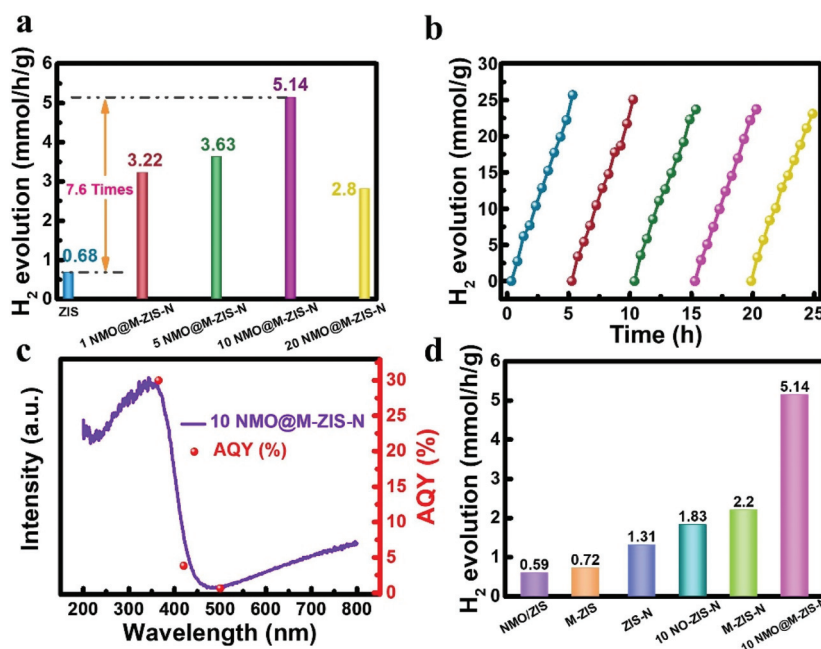 a
H2 evolution (mmol/h/g)
6
5
4
3
2
1
0
7.6 Times
0.68
3.22
3.63
5.14
2.8
ZIS
1 NMO@M-ZIS-N
5 NMO@M-ZIS-N
10 NMO@M-ZIS-N
20 NMO@M-ZIS-N
b
H2 evolution (mmol/g)
30
25
20
15
10
5
0
0 5 10 15 20 25
Time (h)
c
Intensity (a.u.)
10 NMO@M-ZIS-N
AQY (%)
30
25
20
15
10
5
0
AQY (%)
200 300 400 500 600 700 800
Wavelength (nm)
d
H2 evolution (mmol/h/g)
6
5
4
3
2
1
0
0.59
0.72
1.31
1.83
2.2
5.14
NMO/ZIS
M-ZIS
ZIS-N
10 NO-ZIS-N
M-ZIS-N
10 NMO@M-ZIS-N